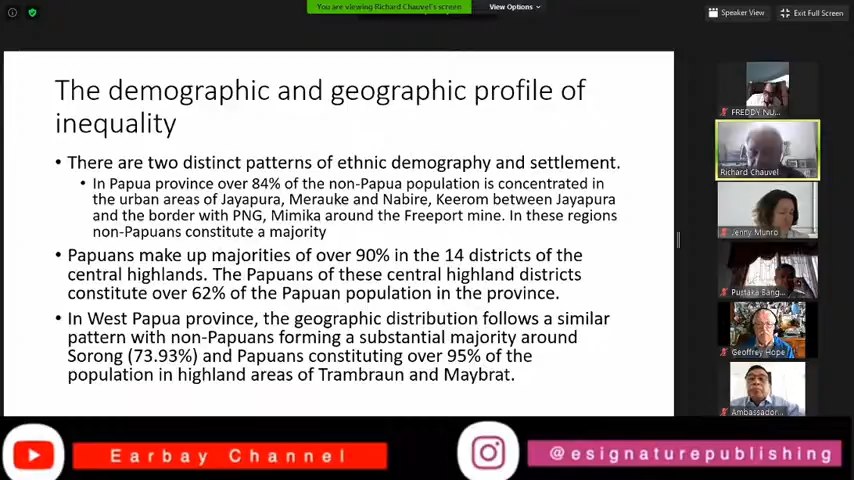 You are viewing Richard Chauvel's screen
View Options
Speaker View
Exit Full Screen
The demographic and geographic profile of
inequality
• There are two distinct patterns of ethnic demography and settlement.
• In Papua province over 84% of the non-Papua population is concentrated in
the urban areas of Jayapura, Merauke and Nabire, Keerom between Jayapura
and the border with PNG, Mimika around the Freeport mine. In these regions
non-Papuans constitute a majority
• Papuans make up majorities of over 90% in the 14 districts of the
central highlands. The Papuans of these central highland districts
constitute over 62% of the Papuan population in the province.
• In West Papua province, the geographic distribution follows a similar
pattern with non-Papuans forming a substantial majority around
Sorong (73.93%) and Papuans constituting over 95% of the
population in highland areas of Trambraun and Maybrat.
FREDDY NU...
Richard Chauvel
Jenny Munro
Pustaka Bang...
Geoffrey Hope
Ambassador...
Earbay Channel
@esignaturepublishing